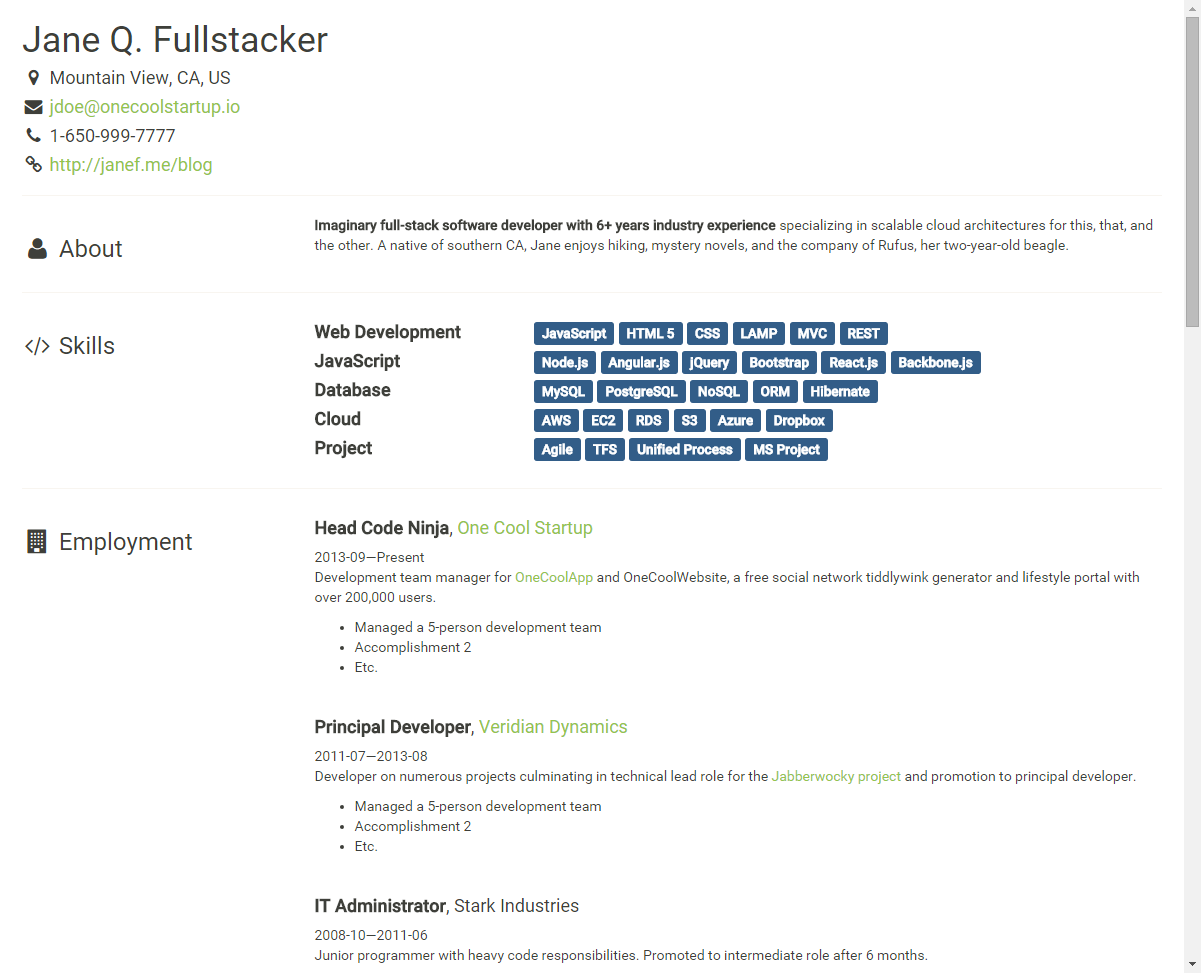 Jane Q. Fullstacker
Mountain View, CA, US
jdoe@onecoolstartup.io
1-650-999-7777
http://janef.me/blog
About
Imaginary full-stack software developer with 6+ years industry experience specializing in scalable cloud architectures for this, that, and
the other. A native of southern CA, Jane enjoys hiking, mystery novels, and the company of Rufus, her two-year-old beagle.
Skills
Web Development JavaScript HTML 5 CSS LAMP MVC REST
JavaScript Node.js Angular.js jQuery Bootstrap React.js Backbone.js
Database MySQL PostgreSQL NoSQL ORM Hibernate
Cloud AWS EC2 RDS S3 Azure Dropbox
Project Agile TFS Unified Process MS Project
Employment
Head Code Ninja, One Cool Startup
2013-09—Present
Development team manager for OneCoolApp and OneCoolWebsite, a free social network tiddlywink generator and lifestyle portal with
over 200,000 users.
• Managed a 5-person development team
• Accomplishment 2
• Etc.
Principal Developer, Veridian Dynamics
2011-07—2013-08
Developer on numerous projects culminating in technical lead role for the Jabberwocky project and promotion to principal developer.
• Managed a 5-person development team
• Accomplishment 2
• Etc.
IT Administrator, Stark Industries
2008-10—2011-06
Junior programmer with heavy code responsibilities. Promoted to intermediate role after 6 months.